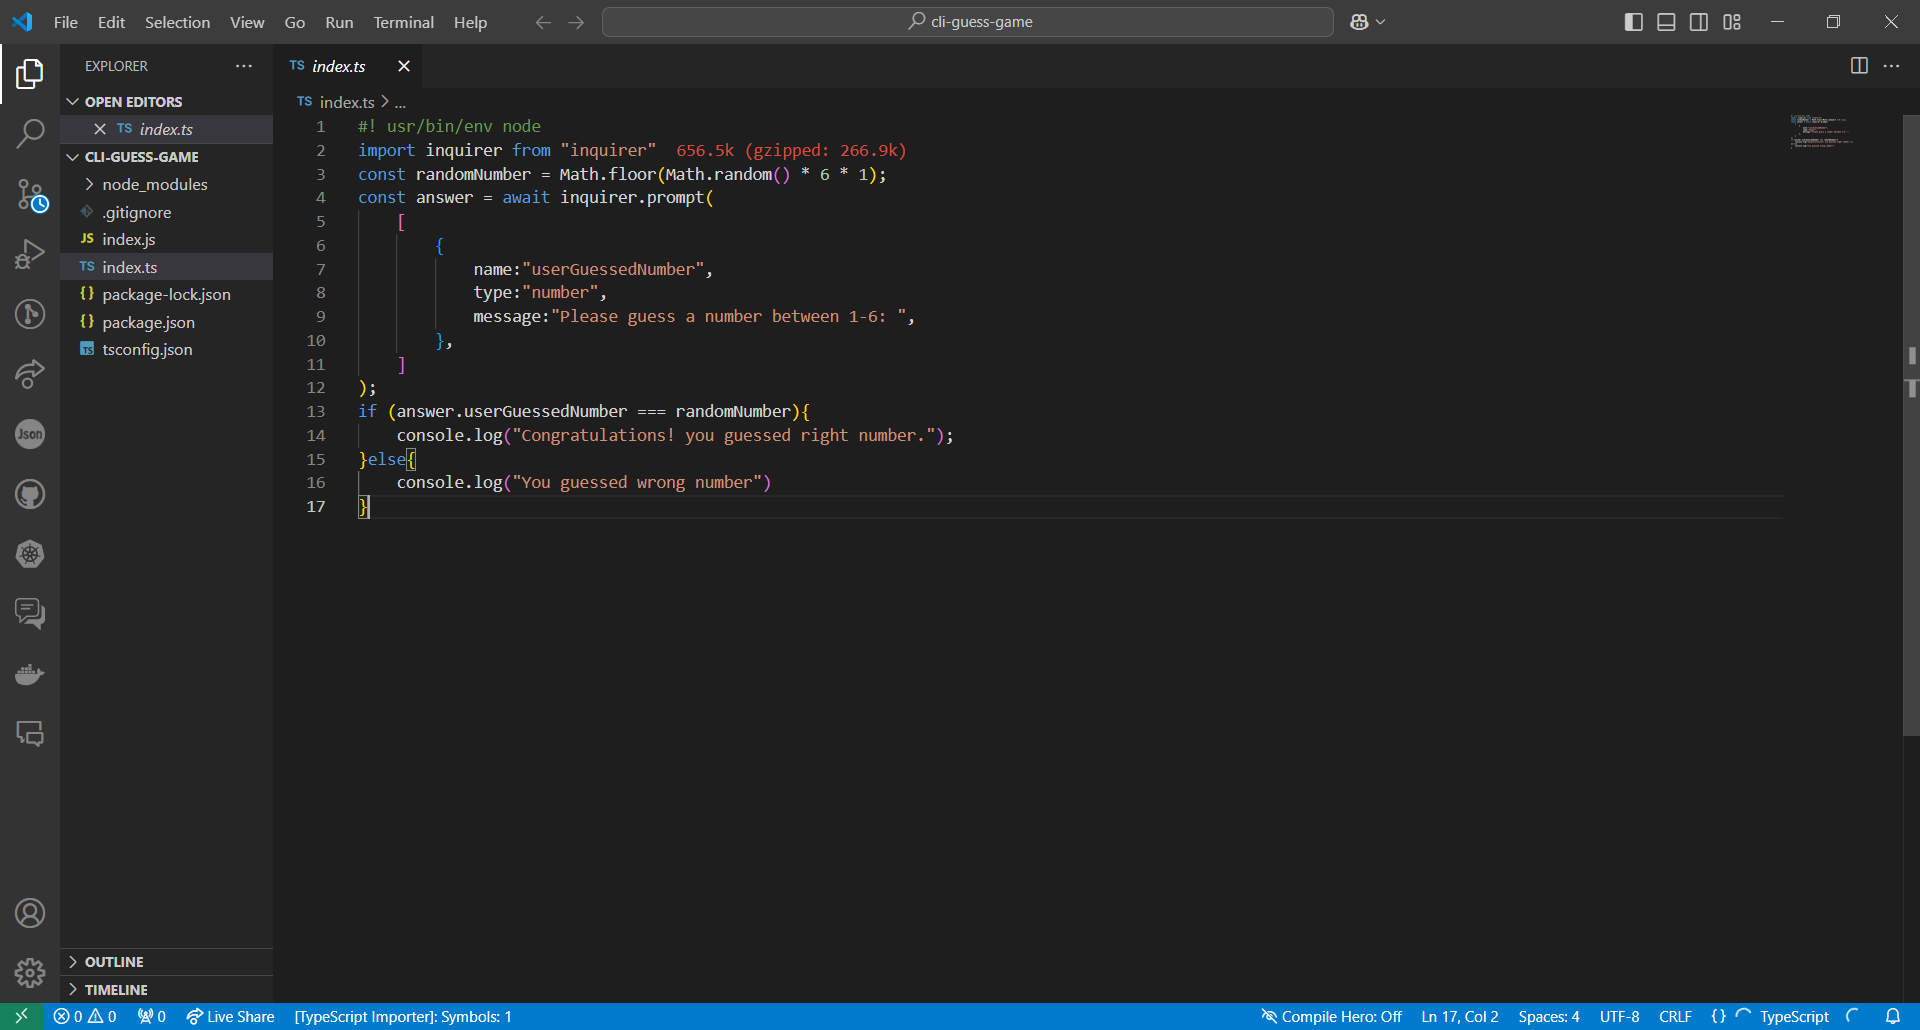 File Edit Selection View Go Run Terminal Help
cli-guess-game
EXPLORER
OPEN EDITORS
TS index.ts
CLI-GUESS-GAME
node_modules
.gitignore
JS index.js
TS index.ts
{} package-lock.json
{} package.json
TS tsconfig.json
OUTLINE
TIMELINE
TS index.ts
TS index.ts > ...
1 #! usr/bin/env node
2 import inquirer from "inquirer" 656.5k (gzipped: 266.9k)
3 const randomNumber = Math.floor(Math.random() * 6 * 1);
4 const answer = await inquirer.prompt(
5 [
6 {
7 name:"userGuessedNumber",
8 type:"number",
9 message:"Please guess a number between 1-6: ",
10 },
11 ]
12 );
13 if (answer.userGuessedNumber === randomNumber){
14 console.log("Congratulations! you guessed right number.");
15 }else{
16 console.log("You guessed wrong number")
17 }
Json
0 0 0 Live Share [TypeScript Importer]: Symbols: 1 Compile Hero: Off Ln 17, Col 2 Spaces: 4 UTF-8 CRLF {} TypeScript